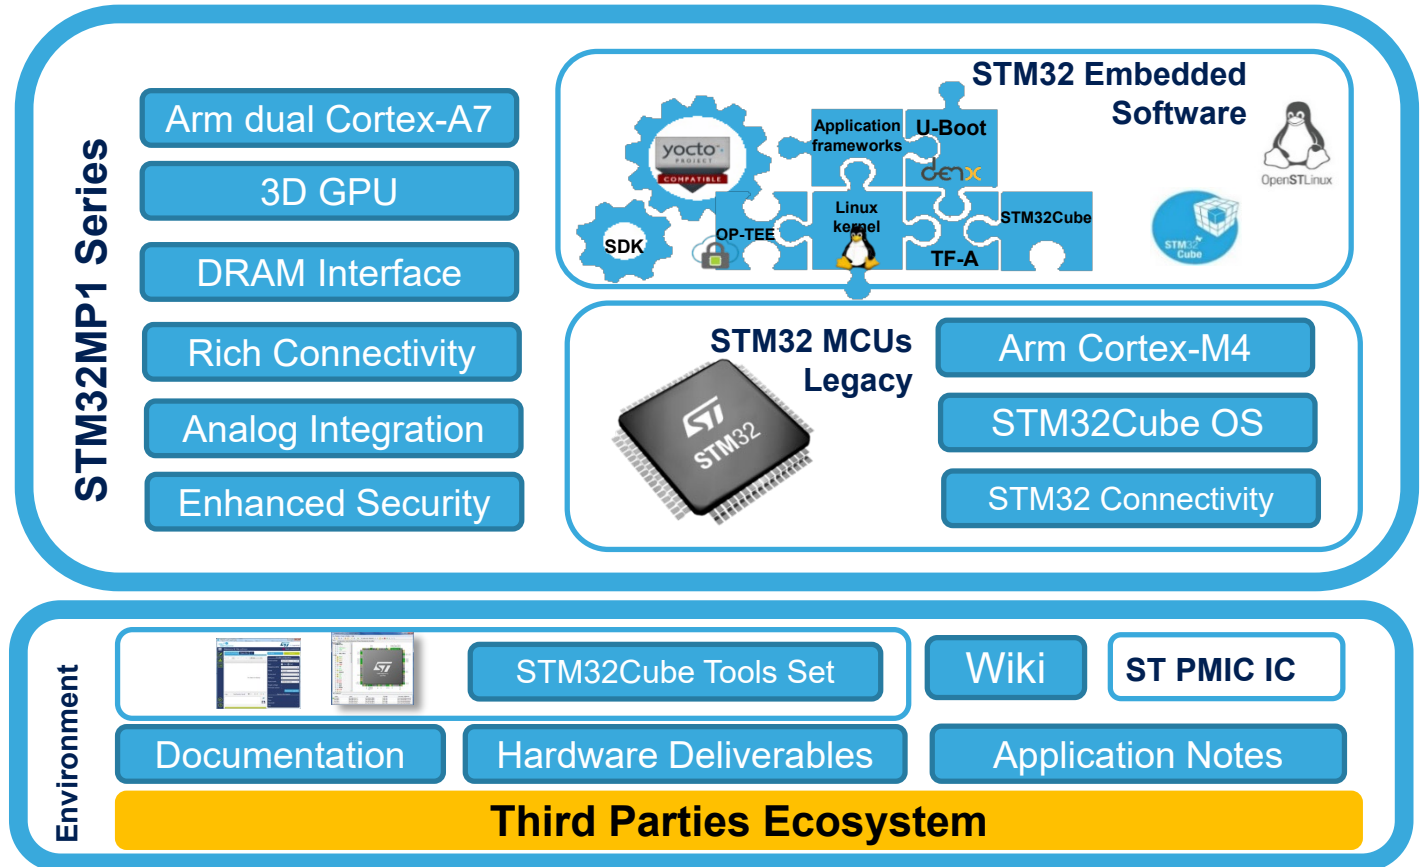 STM32MP1 Series
Arm dual Cortex-A7
3D GPU
DRAM Interface
Rich Connectivity
Analog Integration
Enhanced Security
STM32 Embedded
Software
yocto
PROJECT
COMPATIBLE
SDK
Application
frameworks
U-Boot
denx
OP-TEE
Linux
kernel
TF-A
STM32Cube
OpenSTLinux
STM32
Cube
STM32 MCUs
Legacy
ST
STM32
Arm Cortex-M4
STM32Cube OS
STM32 Connectivity
Environment
STM32Cube Tools Set
Wiki
ST PMIC IC
Documentation
Hardware Deliverables
Application Notes
Third Parties Ecosystem